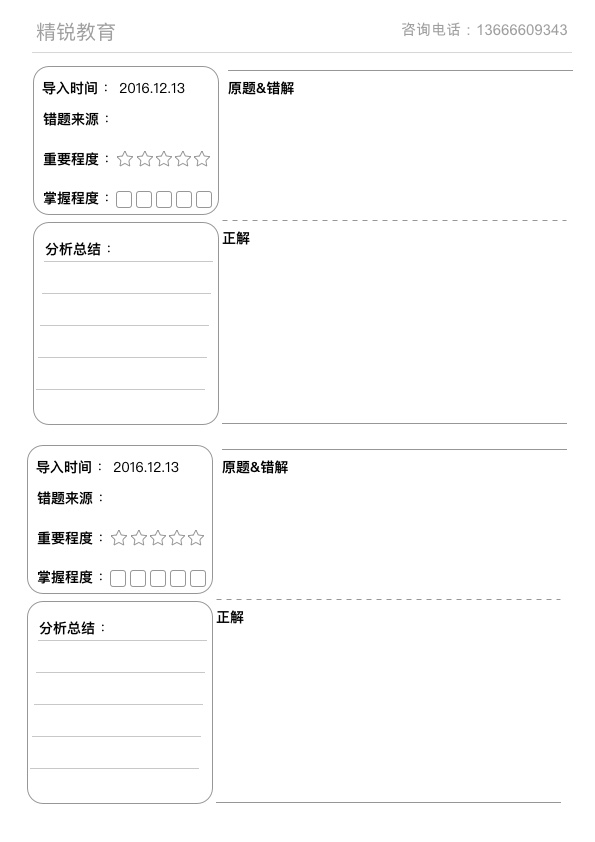 精锐教育
咨询电话：13666609343
导入时间： 2016.12.13
错题来源：
重要程度：
掌握程度：
原题&错解
分析总结：
正解
导入时间： 2016.12.13
错题来源：
重要程度：
掌握程度：
原题&错解
分析总结：
正解